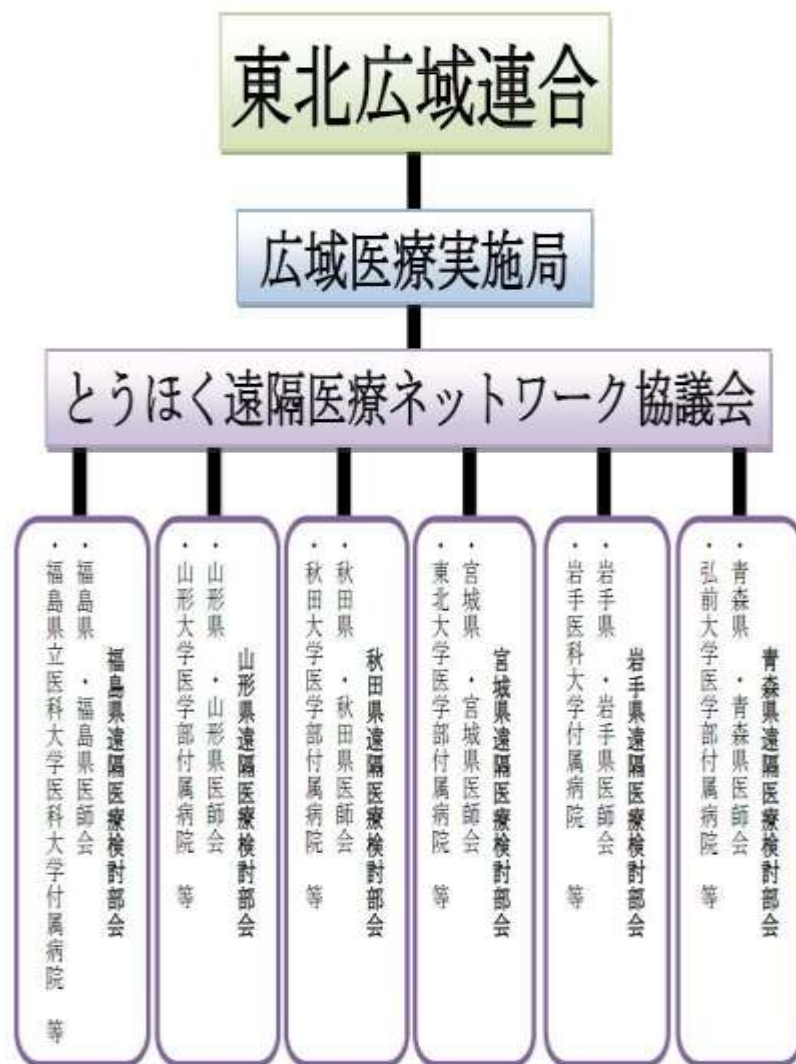 東北広域連合
広域医療実施局
とうほく遠隔医療ネットワーク協議会
青森県遠隔医療検討部会
・青森県　・青森県医師会
・弘前大学医学部付属病院　等
岩手県遠隔医療検討部会
・岩手県　・岩手県医師会
・岩手医科大学付属病院　等
宮城県遠隔医療検討部会
・宮城県　・宮城県医師会
・東北大学医学部付属病院　等
秋田県遠隔医療検討部会
・秋田県　・秋田県医師会
・秋田大学医学部付属病院　等
山形県遠隔医療検討部会
・山形県　・山形県医師会
・山形大学医学部付属病院　等
福島県遠隔医療検討部会
・福島県　・福島県医師会
・福島県立医科大学医科大学付属病院　等